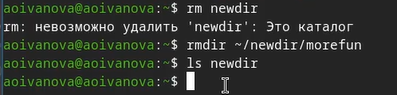 aoivanova@aoivanova:~$ rm newdir
rm: невозможно удалить 'newdir': Это каталог
aoivanova@aoivanova:~$ rmdir ~/newdir/morefun
aoivanova@aoivanova:~$ ls newdir
aoivanova@aoivanova:~$